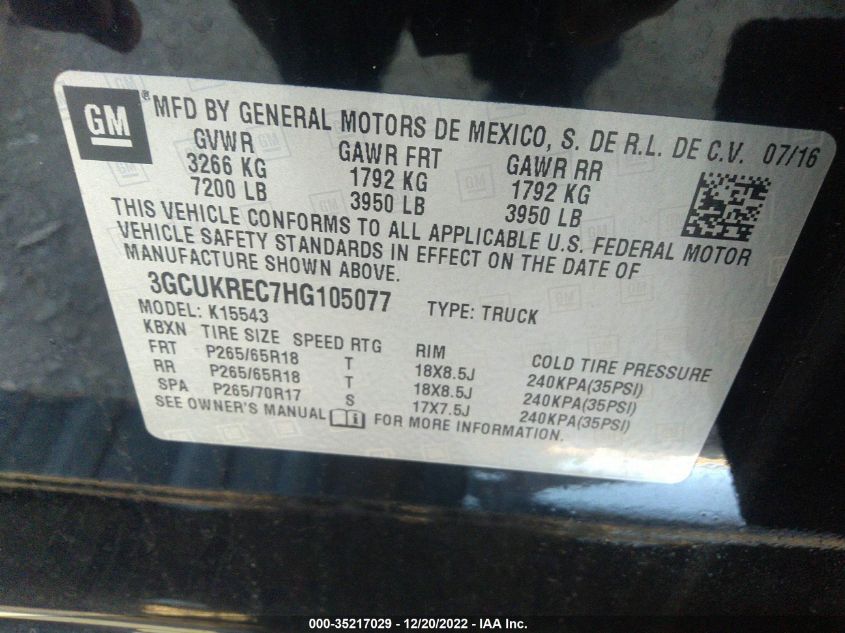 GM® MFD BY GENERAL MOTORS DE MEXICO, S. DE R.L. DE C.V. 07/16
GVWR GAWR FRT GAWR RR
3266 KG 1792 KG 1792 KG
7200 LB 3950 LB 3950 LB
THIS VEHICLE CONFORMS TO ALL APPLICABLE U.S. FEDERAL MOTOR
VEHICLE SAFETY STANDARDS IN EFFECT ON THE DATE OF
MANUFACTURE SHOWN ABOVE.
3GCUKREC7HG105077 TYPE: TRUCK
MODEL: K15543
KBXN TIRE SIZE SPEED RTG RIM COLD TIRE PRESSURE
FRT P265/65R18 T 18X8.5J 240KPA(35PSI)
RR P265/65R18 T 18X8.5J 240KPA(35PSI)
SPA P265/70R17 S 17X7.5J 240KPA(35PSI)
SEE OWNER'S MANUAL FOR MORE INFORMATION.
000-35217029 - 12/20/2022 - IAA Inc.